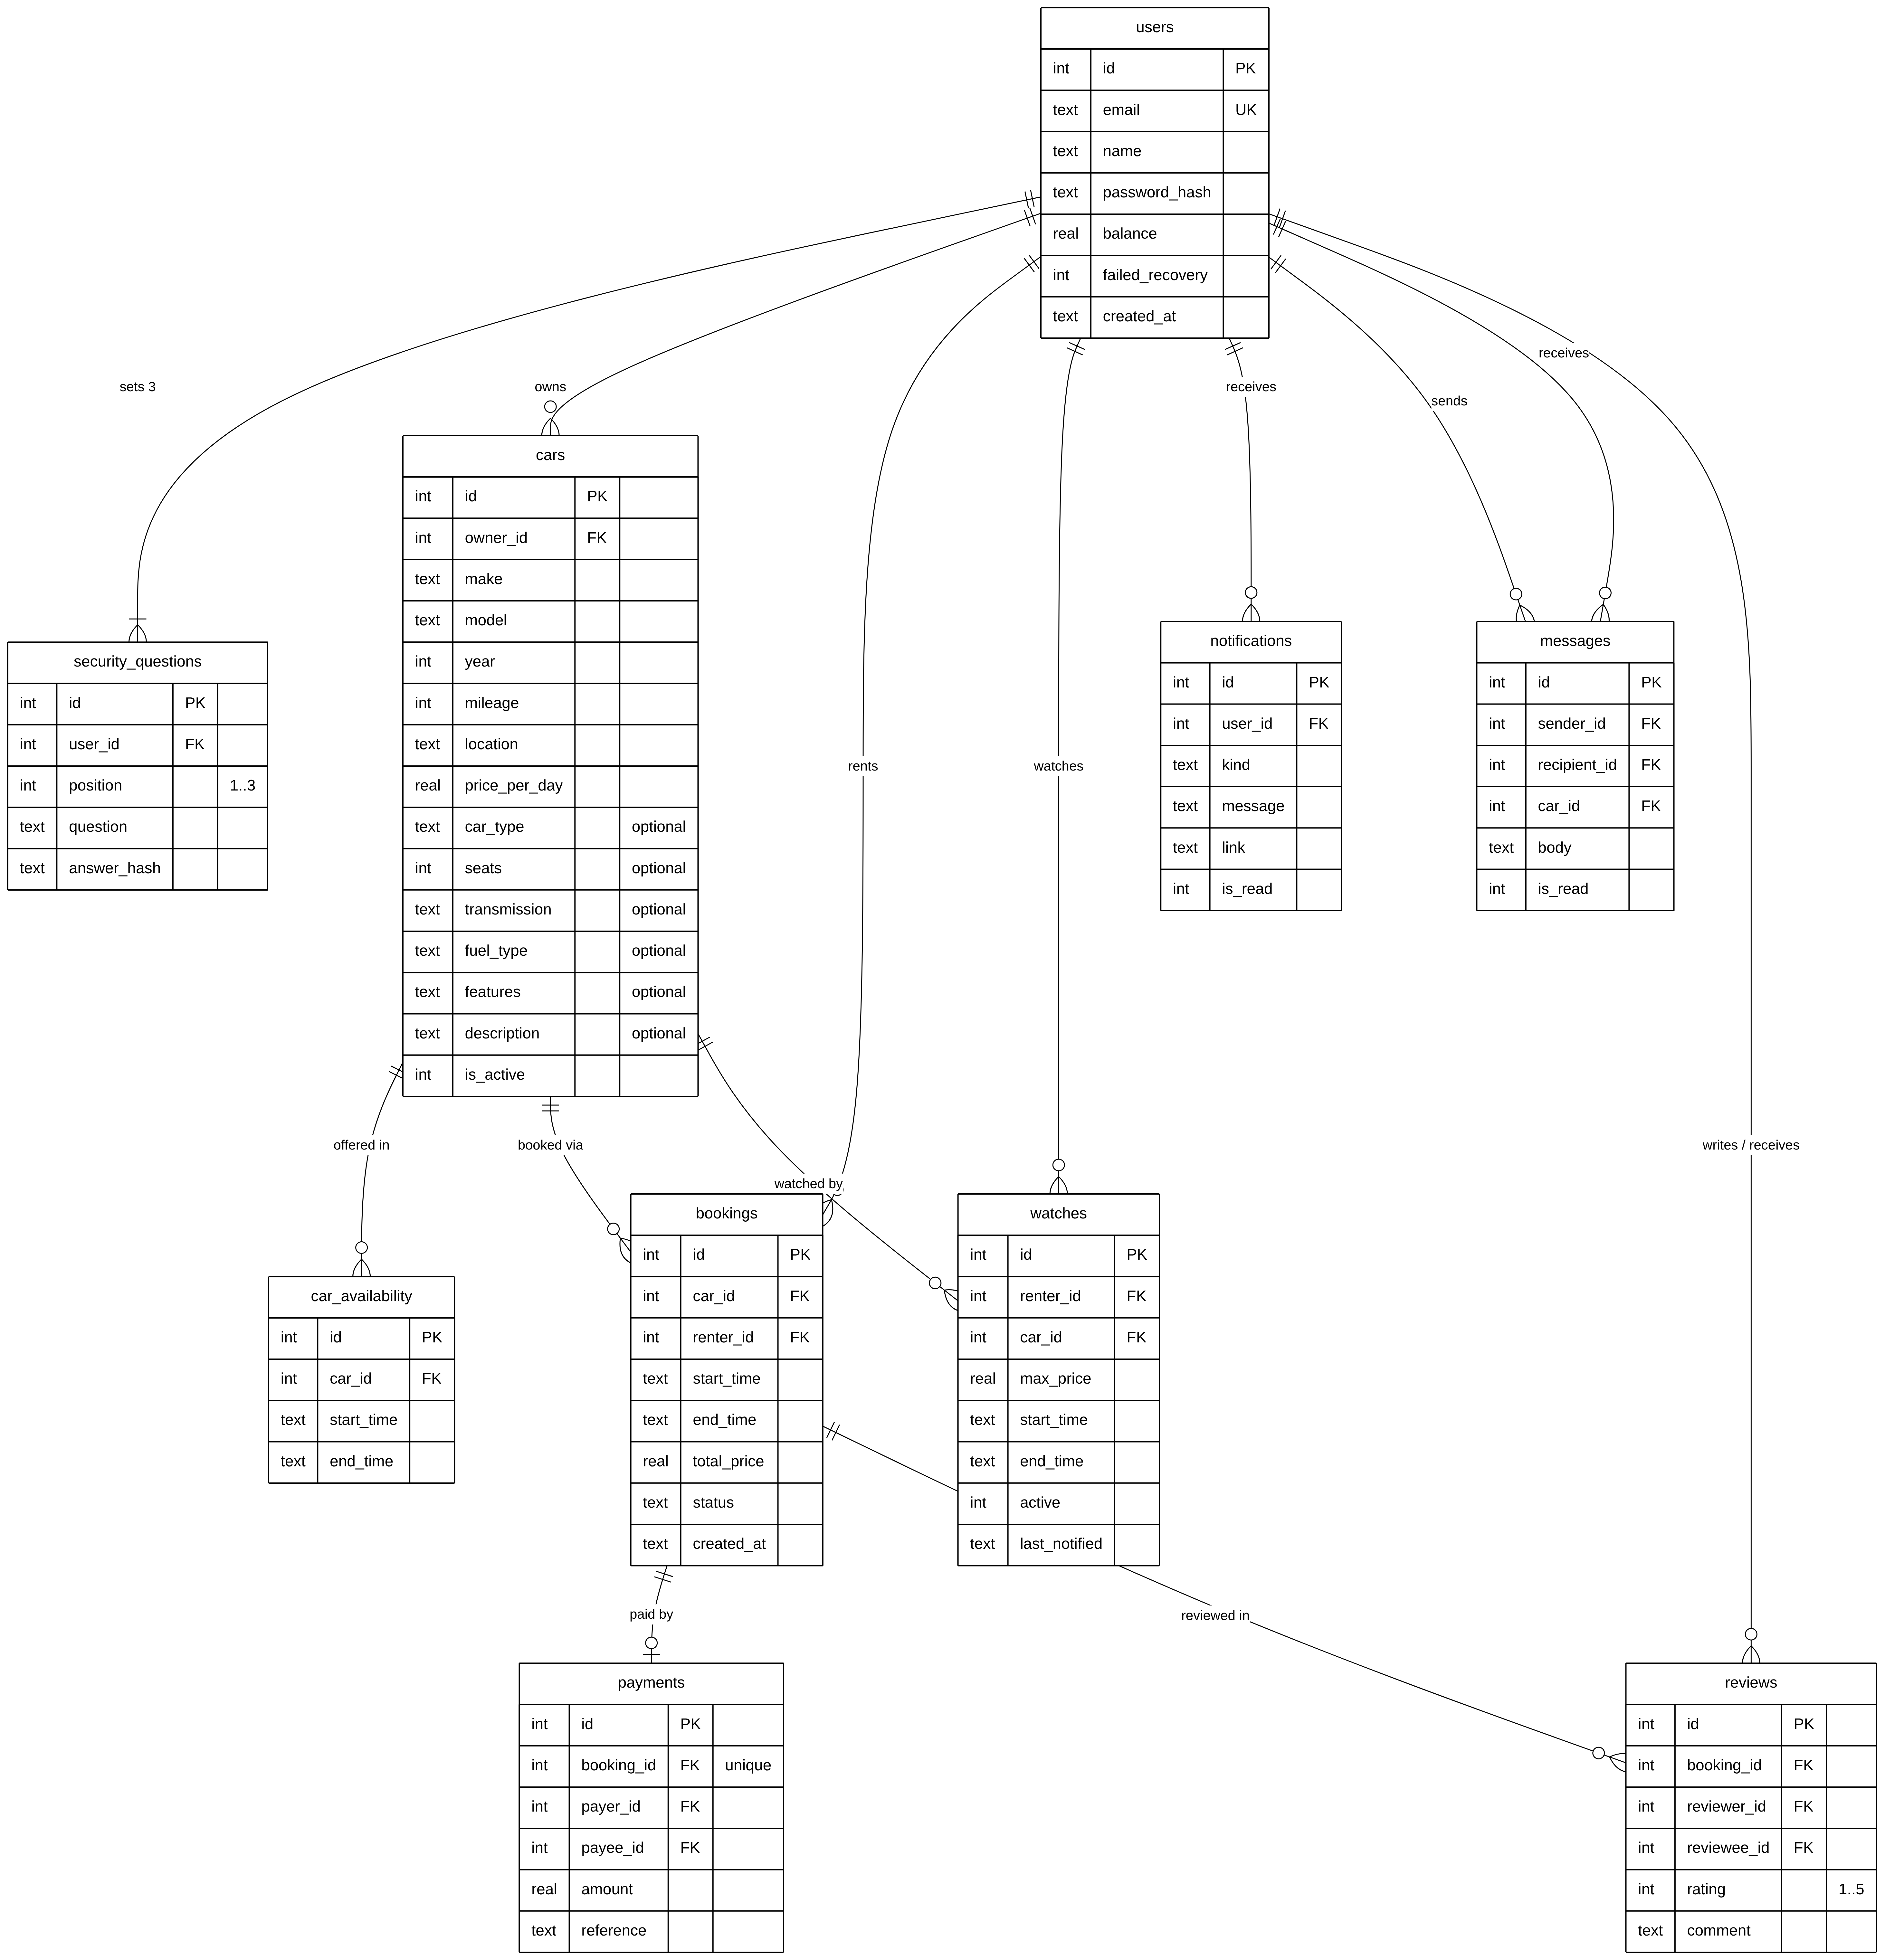 users
int id PK
text email UK
text name
text password_hash
real balance
int failed_recovery
text created_at
sets 3
owns
receives
sends
receives
cars
int id PK
int owner_id FK
text make
text model
int year
int mileage
text location
real price_per_day
text car_type optional
int seats optional
text transmission optional
text fuel_type optional
text features optional
text description optional
int is_active
security_questions
int id PK
int user_id FK
int position 1..3
text question
text answer_hash
rents
watches
notifications
int id PK
int user_id FK
text kind
text message
text link
int is_read
messages
int id PK
int sender_id FK
int recipient_id FK
int car_id FK
text body
int is_read
offered in
booked via
watched by
writes / receives
car_availability
int id PK
int car_id FK
text start_time
text end_time
bookings
int id PK
int car_id FK
int renter_id FK
text start_time
text end_time
real total_price
text status
text created_at
watches
int id PK
int renter_id FK
int car_id FK
real max_price
text start_time
text end_time
int active
text last_notified
paid by
reviewed in
payments
int id PK
int booking_id FK unique
int payer_id FK
int payee_id FK
real amount
text reference
reviews
int id PK
int booking_id FK
int reviewer_id FK
int reviewee_id FK
int rating 1..5
text comment